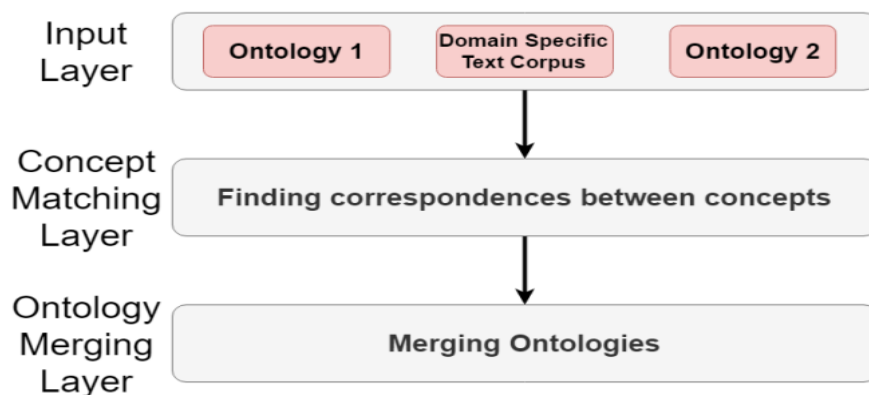 Input
Layer
Ontology 1
Domain Specific
Text Corpus
Ontology 2
Concept
Matching
Layer
Finding correspondences between concepts
Ontology
Merging
Layer
Merging Ontologies